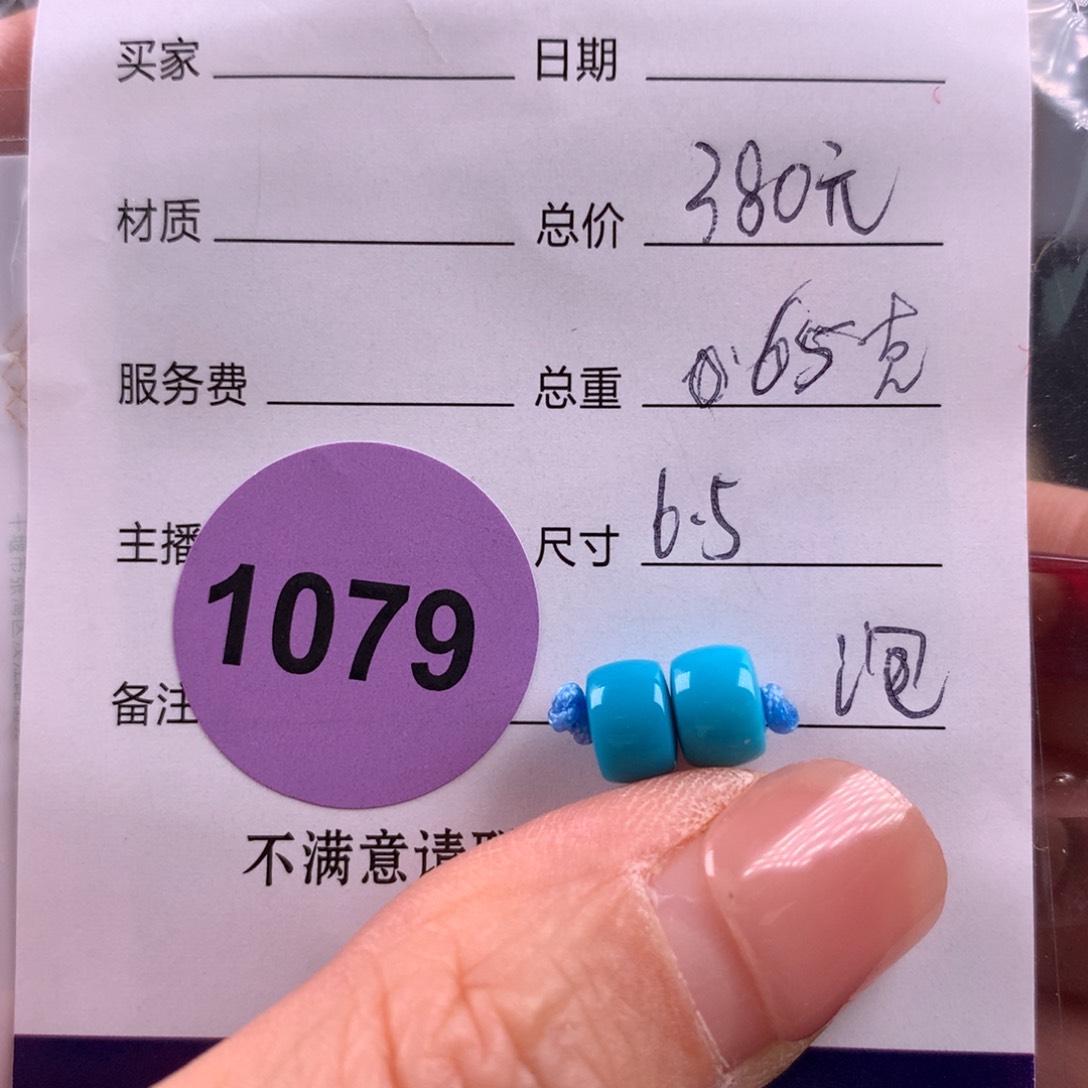 买家 日期
材质 总价 380元
服务费 总重 0.65克
主播 尺寸 6.5
1079
备注
不满意请